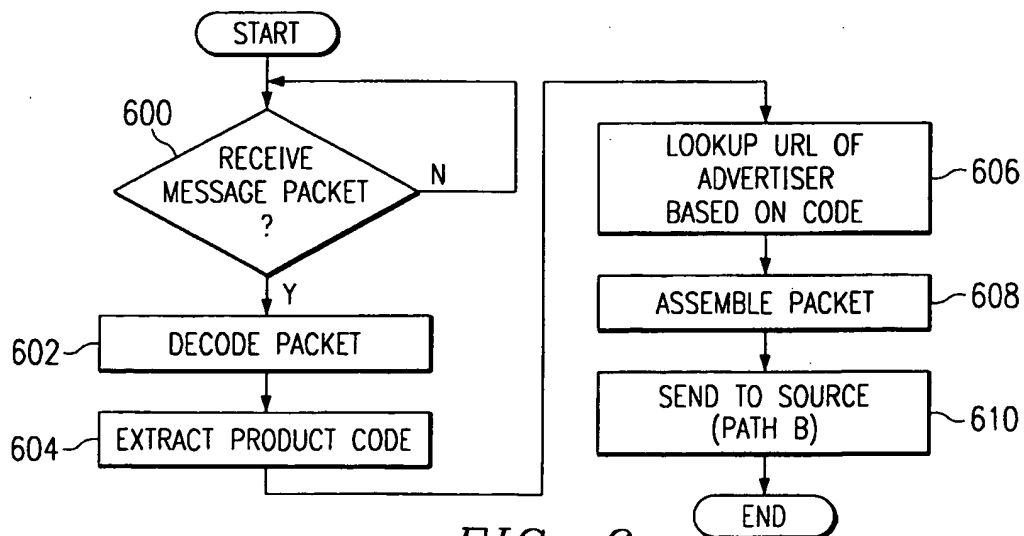 START
600
RECEIVE
MESSAGE PACKET
?
N
Y
602
DECODE PACKET
604
EXTRACT PRODUCT CODE
LOOKUP URL OF
ADVERTISER
BASED ON CODE
606
ASSEMBLE PACKET
608
SEND TO SOURCE
(PATH B)
610
END